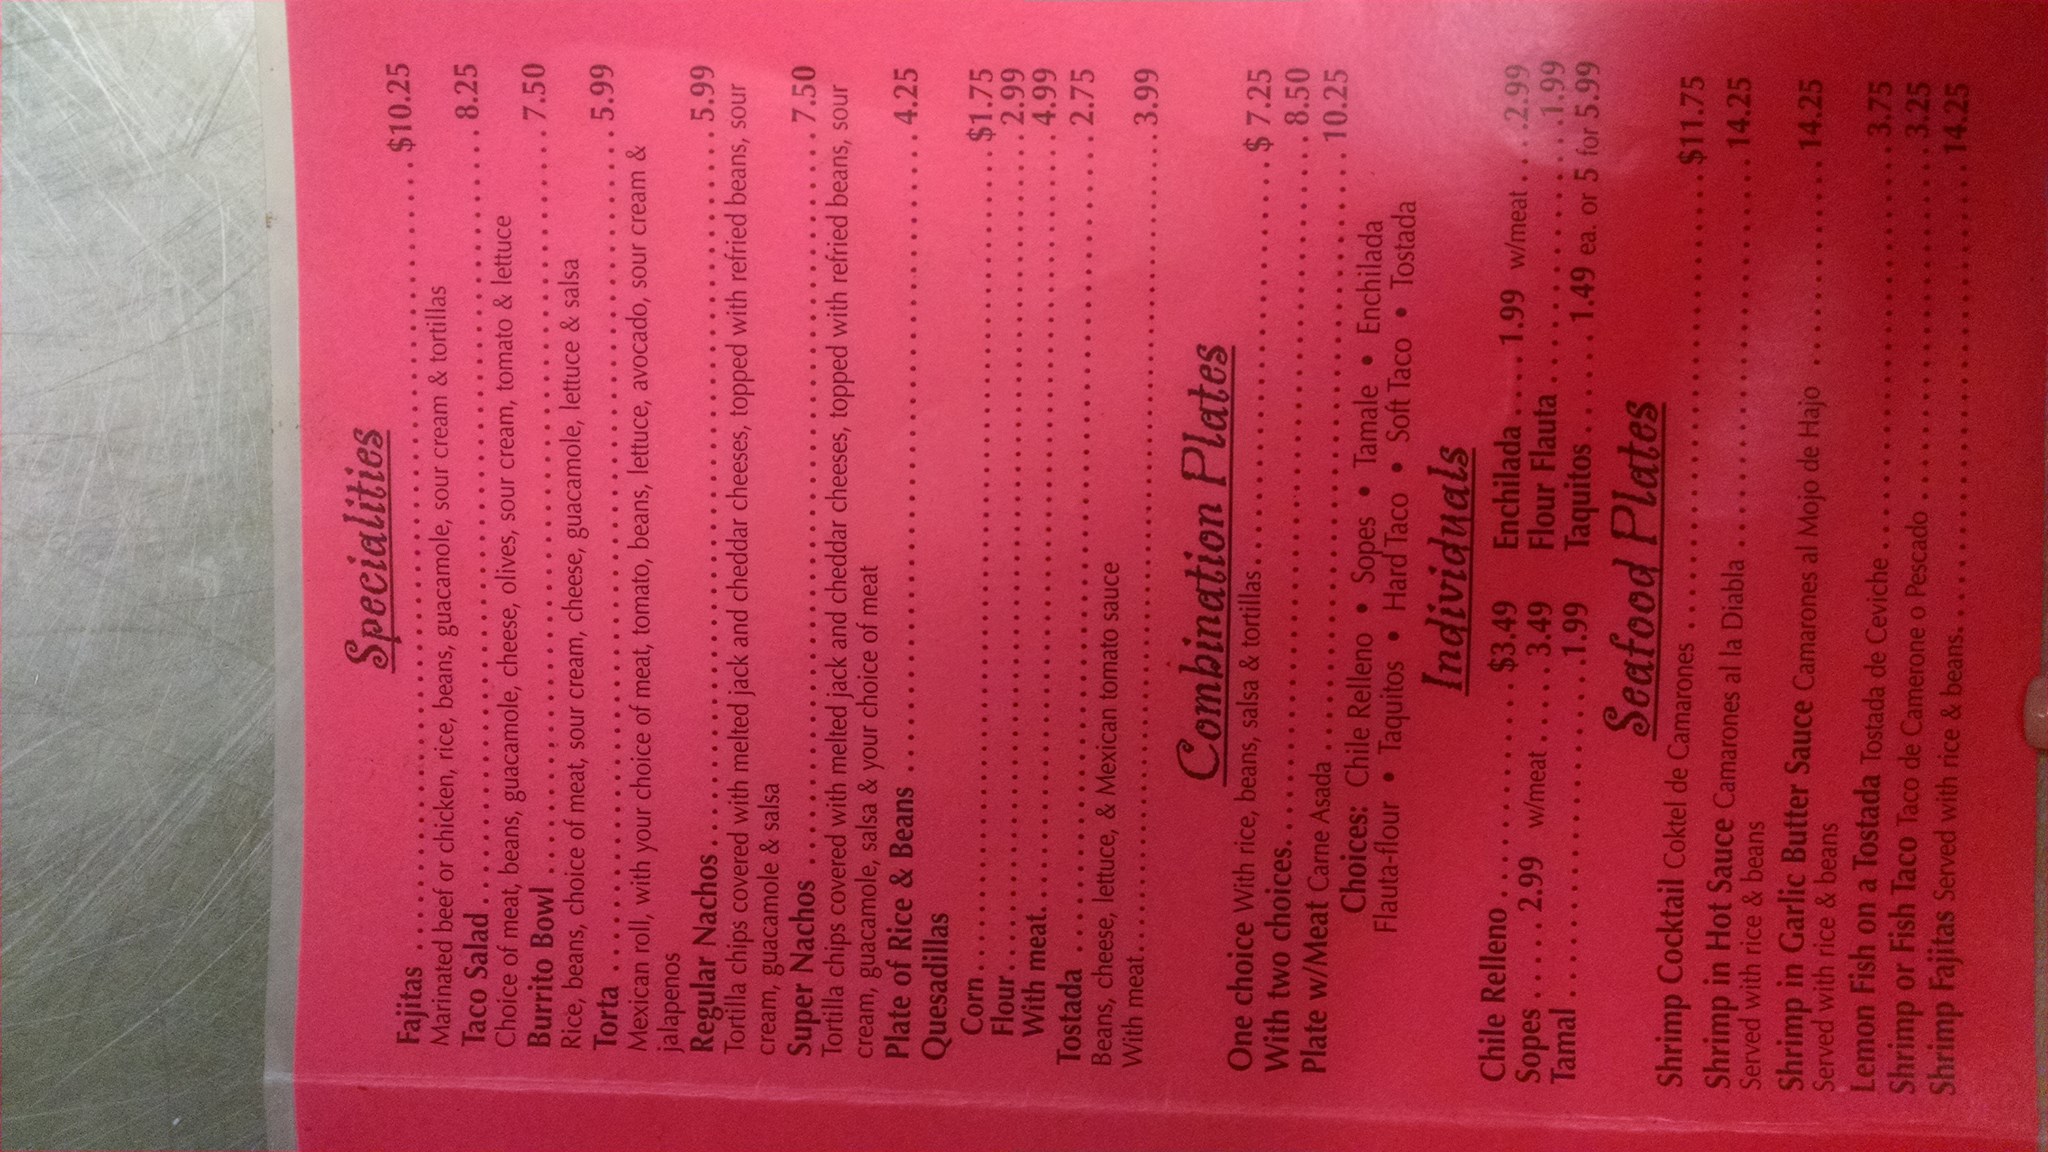 Specialities
Fajitas . . . . . . . . . . . . . . . . . . . . $10.25
Marinated beef or chicken, rice, beans, guacamole, sour cream & tortillas
Taco Salad . . . . . . . . . . . . . . . . . . . . 8.25
Choice of meat, beans, guacamole, cheese, olives, sour cream, tomato & lettuce
Burrito Bowl . . . . . . . . . . . . . . . . . . . . 7.50
Rice, beans, choice of meat, sour cream, cheese, guacamole, lettuce & salsa
Torta . . . . . . . . . . . . . . . . . . . . 5.99
Mexican roll, with your choice of meat, tomato, beans, lettuce, avocado, sour cream &
jalapenos
Regular Nachos . . . . . . . . . . . . . . . . . . . . 5.99
Tortilla chips covered with melted jack and cheddar cheeses, topped with refried beans, sour
cream, guacamole & salsa
Super Nachos . . . . . . . . . . . . . . . . . . . . 7.50
Tortilla chips covered with melted jack and cheddar cheeses, topped with refried beans, sour
cream, guacamole, salsa & your choice of meat
Plate of Rice & Beans . . . . . . . . . . . . . . . . . . . . 4.25
Quesadillas
Corn . . . . . . . . . . . . . . . . . . . . $1.75
Flour . . . . . . . . . . . . . . . . . . . . 2.99
With meat . . . . . . . . . . . . . . . . . . . . 4.99
Tostada . . . . . . . . . . . . . . . . . . . . 2.75
Beans, cheese, lettuce, & Mexican tomato sauce
With meat . . . . . . . . . . . . . . . . . . . . 3.99
Combination Plates
One choice With rice, beans, salsa & tortillas . . . . . . . . . . . . . . . . . . . . $ 7.25
With two choices . . . . . . . . . . . . . . . . . . . . 8.50
Plate w/Meat Carne Asada . . . . . . . . . . . . . . . . . . . . 10.25
Choices: Chile Relleno • Sopes • Tamale • Enchilada
Flauta-flour • Taquitos • Hard Taco • Soft Taco • Tostada
Individuals
Chile Relleno . . . . . . . . . . $3.49 Enchilada . . . . 1.99 w/meat . . . 2.99
Sopes . . . . . . 2.99 w/meat . . . . . 3.49 Flour Flauta . . . . . . . . . . 1.99
Tamal . . . . . . . . . . 1.99 Taquitos . . . . . . 1.49 ea. or 5 for 5.99
Seafood Plates
Shrimp Cocktail Coktel de Camarones . . . . . . . . . . . . . . . . . . . . $11.75
Shrimp in Hot Sauce Camarones al la Diabla . . . . . . . . . . . . . . . . . . . . 14.25
Served with rice & beans
Shrimp in Garlic Butter Sauce Camarones al Mojo de Hajo . . . . . . . . . . 14.25
Served with rice & beans
Lemon Fish on a Tostada Tostada de Ceviche . . . . . . . . . . . . . . . . . . . . 3.75
Shrimp or Fish Taco Taco de Camerone o Pescado . . . . . . . . . . . . . . . . . . . . 3.25
Shrimp Fajitas Served with rice & beans . . . . . . . . . . . . . . . . . . . . 14.25